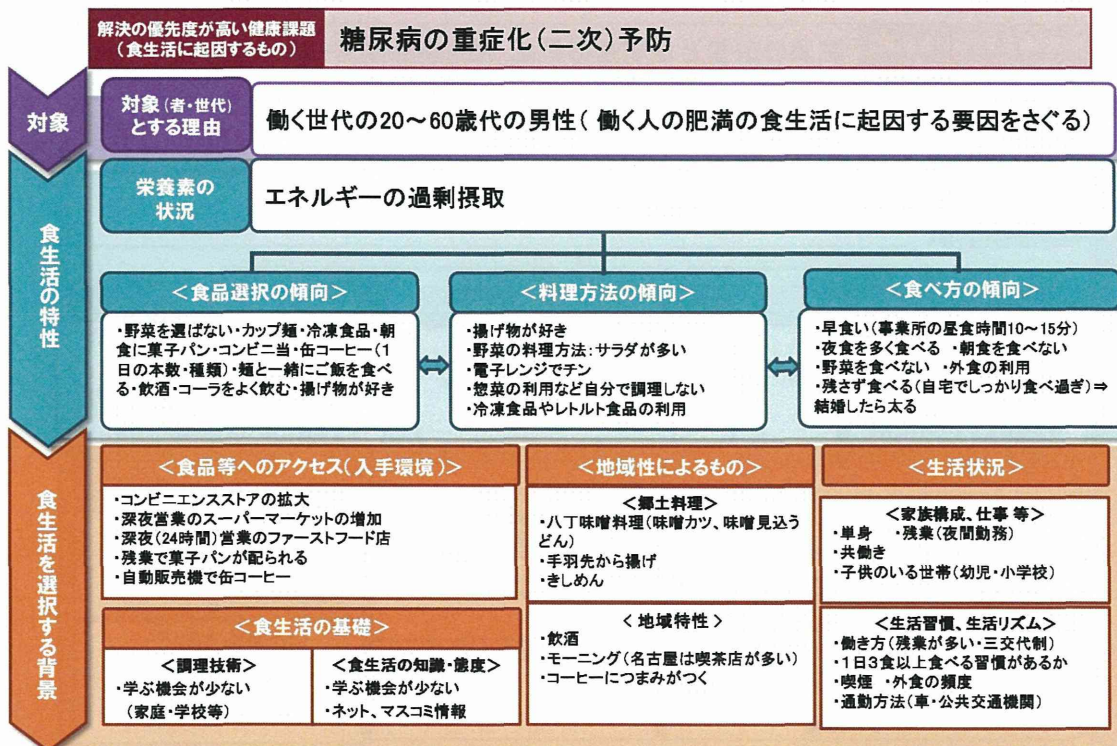 解決の優先度が高い健康課題
（食生活に起因するもの）
糖尿病の重症化（二次）予防
対象
対象（者・世代）
とする理由
働く世代の20～60歳代の男性（ 働く人の肥満の食生活に起因する要因をさぐる）
食生活の特性
栄養素の
状況
エネルギーの過剰摂取
＜食品選択の傾向＞
・野菜を選ばない・カップ麺・冷凍食品・朝
食に菓子パン・コンビニ当・缶コーヒー（1
日の本数・種類）・麺と一緒にご飯を食べ
る・飲酒・コーラをよく飲む・揚げ物が好き
＜料理方法の傾向＞
・揚げ物が好き
・野菜の料理方法：サラダが多い
・電子レンジでチン
・惣菜の利用など自分で調理しない
・冷凍食品やレトルト食品の利用
＜食べ方の傾向＞
・早食い（事業所の昼食時間10～15分）
・夜食を多く食べる　・朝食を食べない
・野菜を食べない　・外食の利用
・残さず食べる（自宅でしっかり食べ過ぎ）⇒
結婚したら太る
食生活を選択する背景
＜食品等へのアクセス（入手環境）＞
・コンビニエンスストアの拡大
・深夜営業のスーパーマーケットの増加
・深夜（24時間）営業のファーストフード店
・残業で菓子パンが配られる
・自動販売機で缶コーヒー
＜食生活の基礎＞
＜調理技術＞
・学ぶ機会が少ない
（家庭・学校等）
＜食生活の知識・態度＞
・学ぶ機会が少ない
・ネット、マスコミ情報
＜地域性によるもの＞
＜郷土料理＞
・八丁味噌料理（味噌カツ、味噌見込う
どん）
・手羽先から揚げ
・きしめん
＜ 地域特性＞
・飲酒
・モーニング（名古屋は喫茶店が多い）
・コーヒーにつまみがつく
＜生活状況＞
＜家族構成、仕事 等＞
・単身　・残業（夜間勤務）
・共働き
・子供のいる世帯（幼児・小学校）
＜生活習慣、生活リズム＞
・働き方（残業が多い・三交代制）
・1日3食以上食べる習慣があるか
・喫煙　・外食の頻度
・通勤方法（車・公共交通機関）